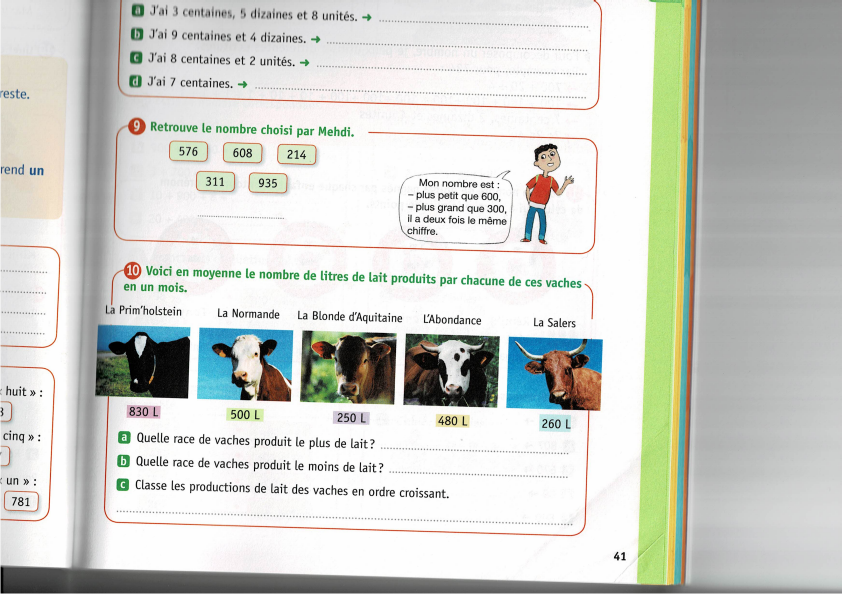 reste.
rend un
« huit » :
cinq » :
« un » :
781
a J'ai 3 centaines, 5 dizaines et 8 unités. →
b J'ai 9 centaines et 4 dizaines. →
c J'ai 8 centaines et 2 unités. →
d J'ai 7 centaines. →
9 Retrouve le nombre choisi par Mehdi.
576 608 214
311 935
Mon nombre est :
– plus petit que 600,
– plus grand que 300,
il a deux fois le même
chiffre.
10 Voici en moyenne le nombre de litres de lait produits par chacune de ces vaches
en un mois.
La Prim'holstein La Normande La Blonde d'Aquitaine L'Abondance La Salers
830 L 500 L 250 L 480 L 260 L
a Quelle race de vaches produit le plus de lait ?
b Quelle race de vaches produit le moins de lait ?
c Classe les productions de lait des vaches en ordre croissant.
41